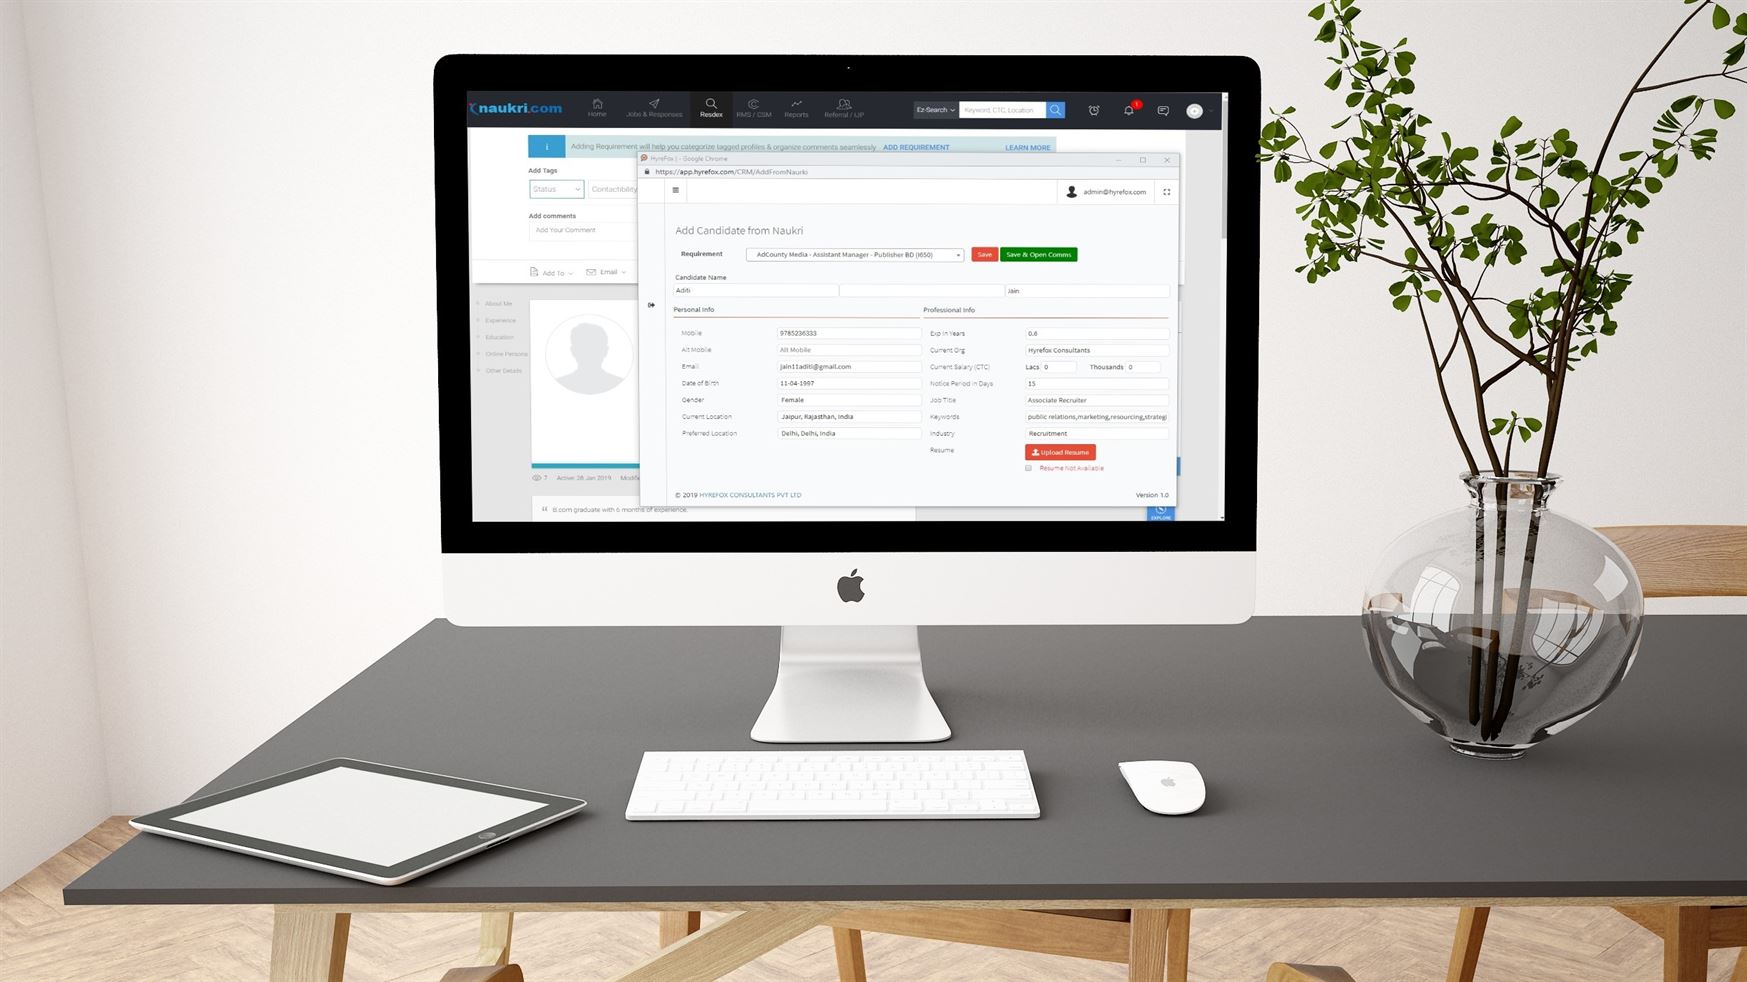 naukri.com
Home
Jobs & Responses
Resdex
RMS / CSM
Reports
Referral / IJP
Ez-Search
Keyword, CTC, Location
1
Adding Requirement will help you categorize tagged profiles & organize comments seamlessly ADD REQUIREMENT LEARN MORE
Add Tags
Status
Contactibility
Add comments
Add Your Comment
Add To
Email
About Me
Experience
Education
Online Persona
Other Details
7 Active: 28 Jan 2019
B.com graduate with 6 months of experience.
HyreFox | - Google Chrome
https://app.hyrefox.com/CRM/AddFromNaurki
admin@hyrefox.com
Add Candidate from Naukri
Requirement AdCounty Media - Assistant Manager - Publisher BD (I650) Save Save & Open Comms
Candidate Name
Aditi Jain
Personal Info
Mobile 9785236333
Alt Mobile Alt Mobile
Email jain11aditi@gmail.com
Date of Birth 11-04-1997
Gender Female
Current Location Jaipur, Rajasthan, India
Preferred Location Delhi, Delhi, India
Professional Info
Exp In Years 0.6
Current Org Hyrefox Consultants
Current Salary (CTC) Lacs 0 Thousands 0
Notice Period in Days 15
Job Title Associate Recruiter
Keywords public relations,marketing,resourcing,strategi
Industry Recruitment
Resume Upload Resume
Resume Not Available
© 2019 HYREFOX CONSULTANTS PVT LTD
Version 1.0
EXPLORE